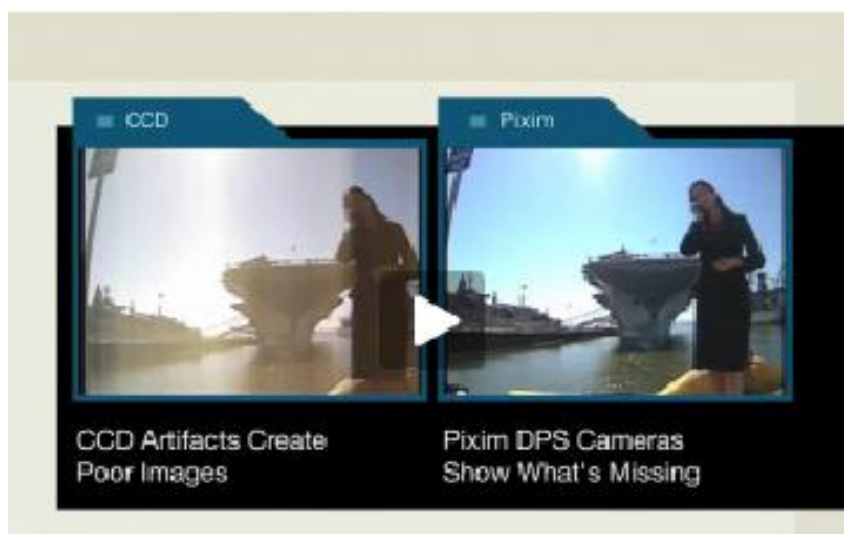 CCD
Pixim
CCD Artifacts Create
Poor Images
Pixim DPS Cameras
Show What's Missing